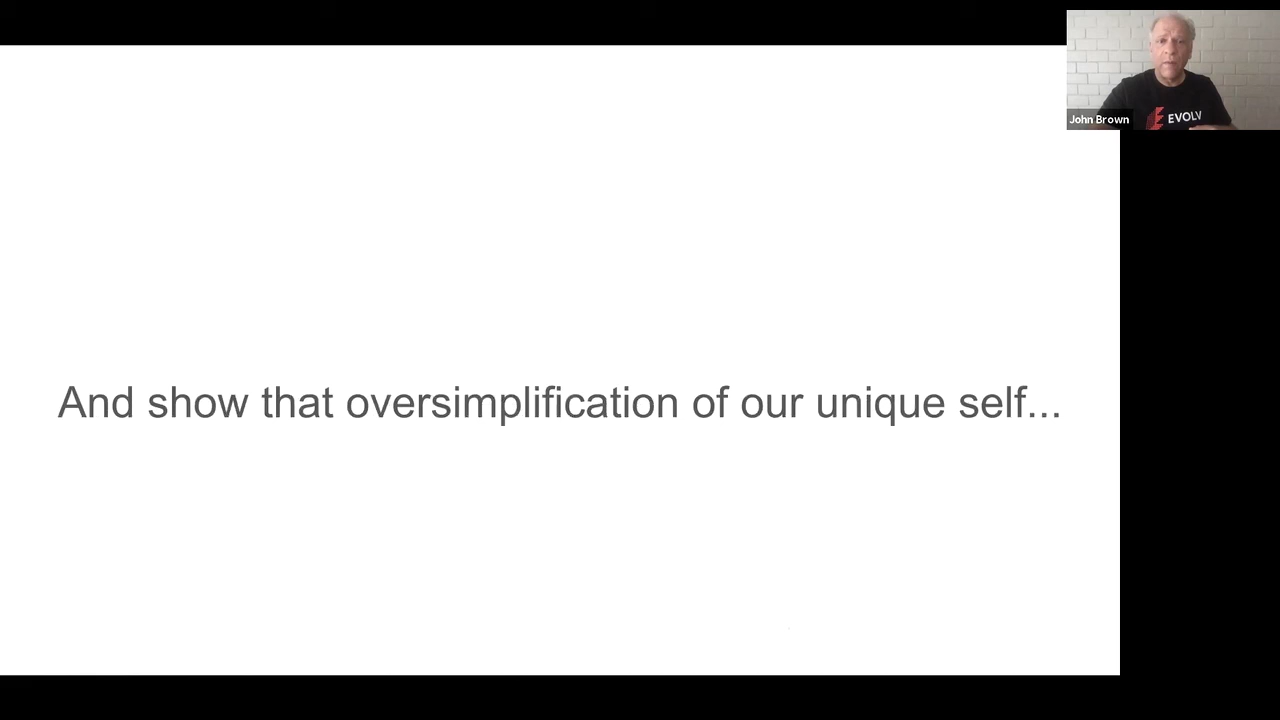 John Brown
EVOLV
And show that oversimplification of our unique self...